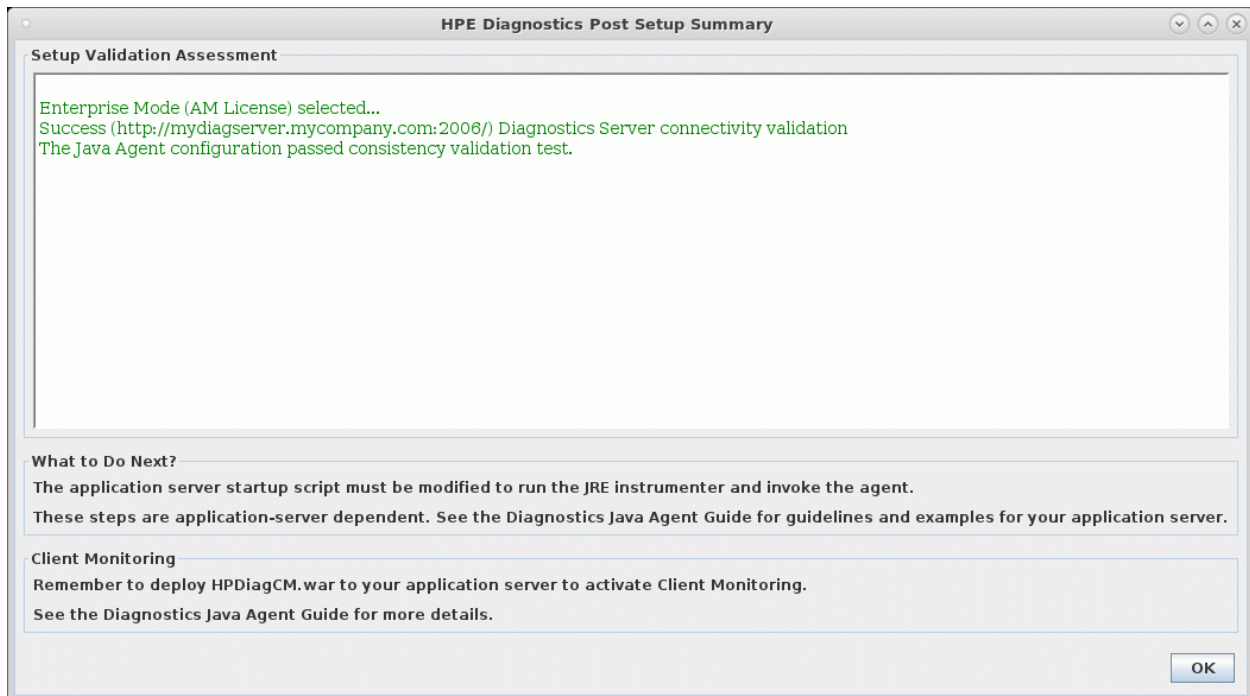 HPE Diagnostics Post Setup Summary
Setup Validation Assessment
Enterprise Mode (AM License) selected...
Success (http://mydiagserver.mycompany.com:2006/) Diagnostics Server connectivity validation
The Java Agent configuration passed consistency validation test.
What to Do Next?
The application server startup script must be modified to run the JRE instrumenter and invoke the agent.
These steps are application-server dependent. See the Diagnostics Java Agent Guide for guidelines and examples for your application server.
Client Monitoring
Remember to deploy HPDiagCM.war to your application server to activate Client Monitoring.
See the Diagnostics Java Agent Guide for more details.
OK